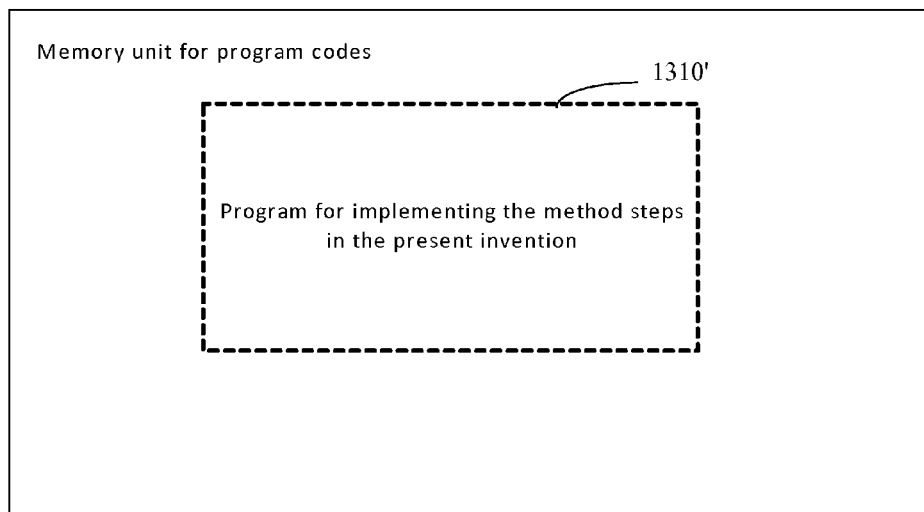 Memory unit for program codes
1310'
Program for implementing the method steps
in the present invention